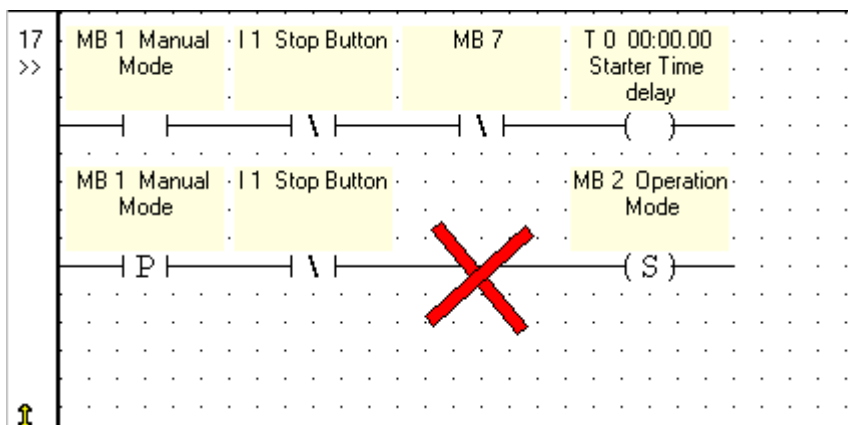 17
>>
MB 1 Manual Mode
I 1 Stop Button
MB 7
T 0 00:00.00
Starter Time
delay
MB 1 Manual
Mode
I 1 Stop Button
P
MB 2 Operation
Mode
S